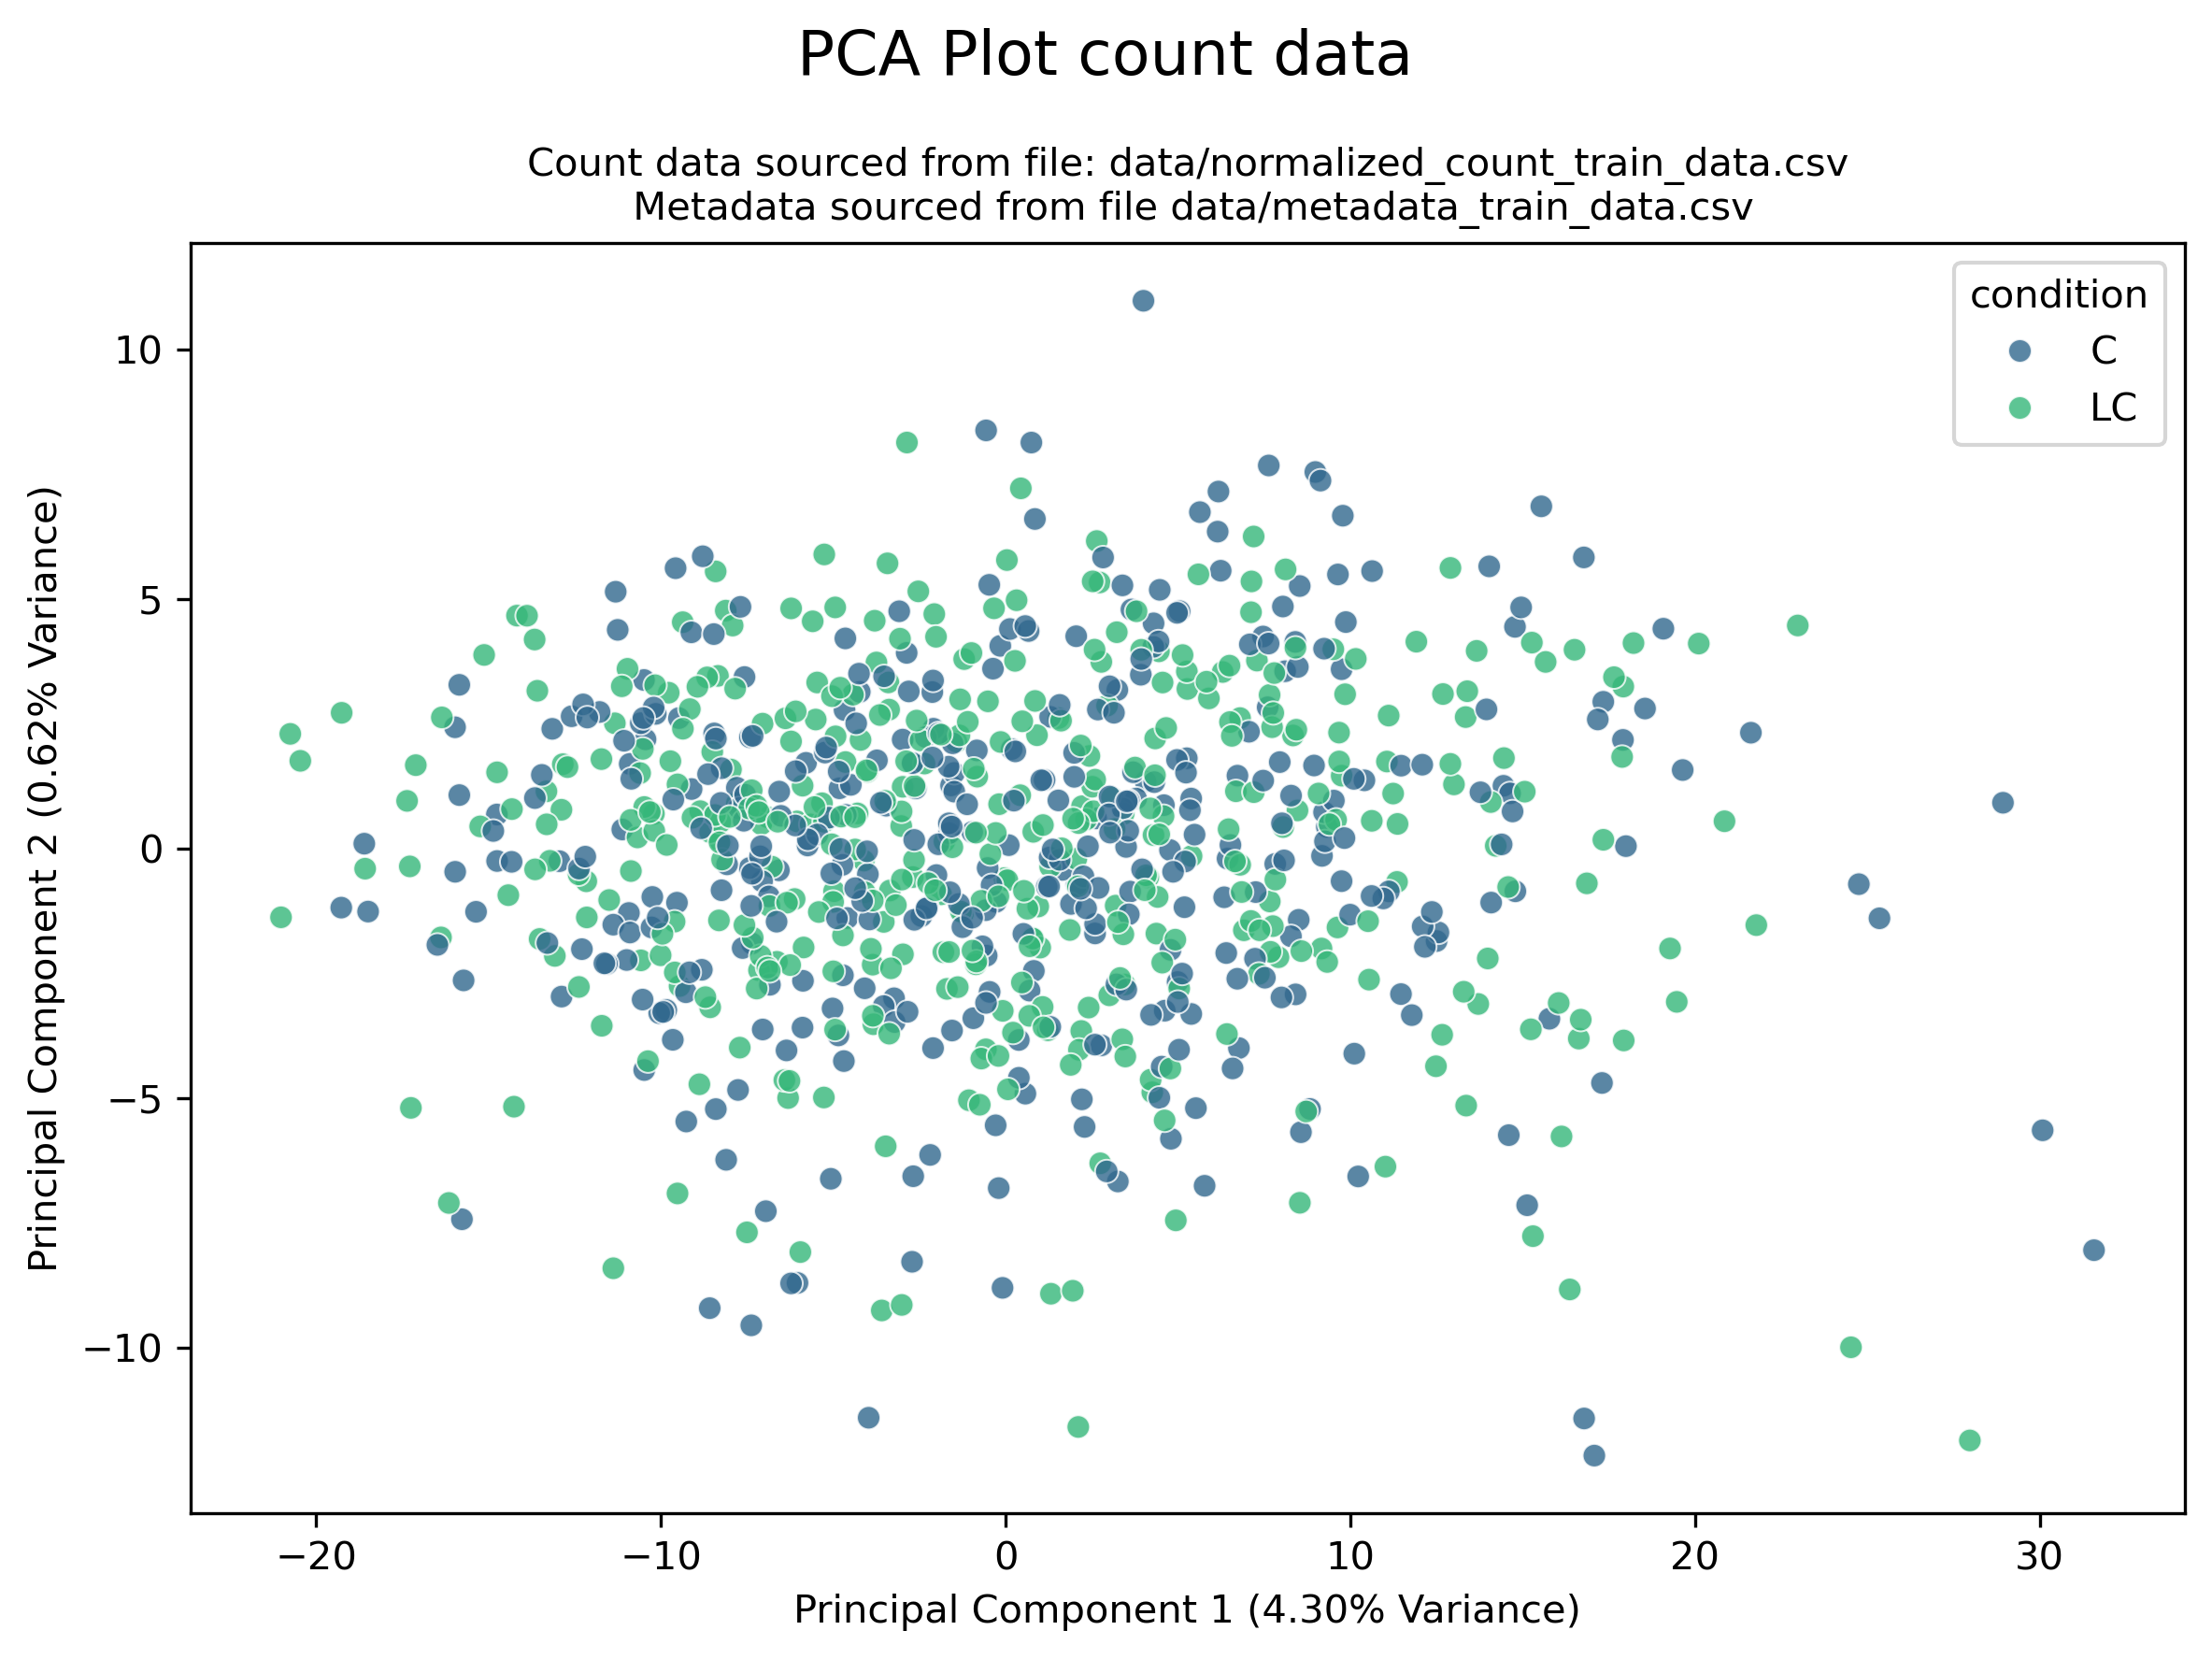 PCA Plot count data
Count data sourced from file: data/normalized_count_train_data.csv
Metadata sourced from file data/metadata_train_data.csv
condition
C
LC
10
5
0
−5
−10
Principal Component 2 (0.62% Variance)
−20
−10
0
10
20
30
Principal Component 1 (4.30% Variance)